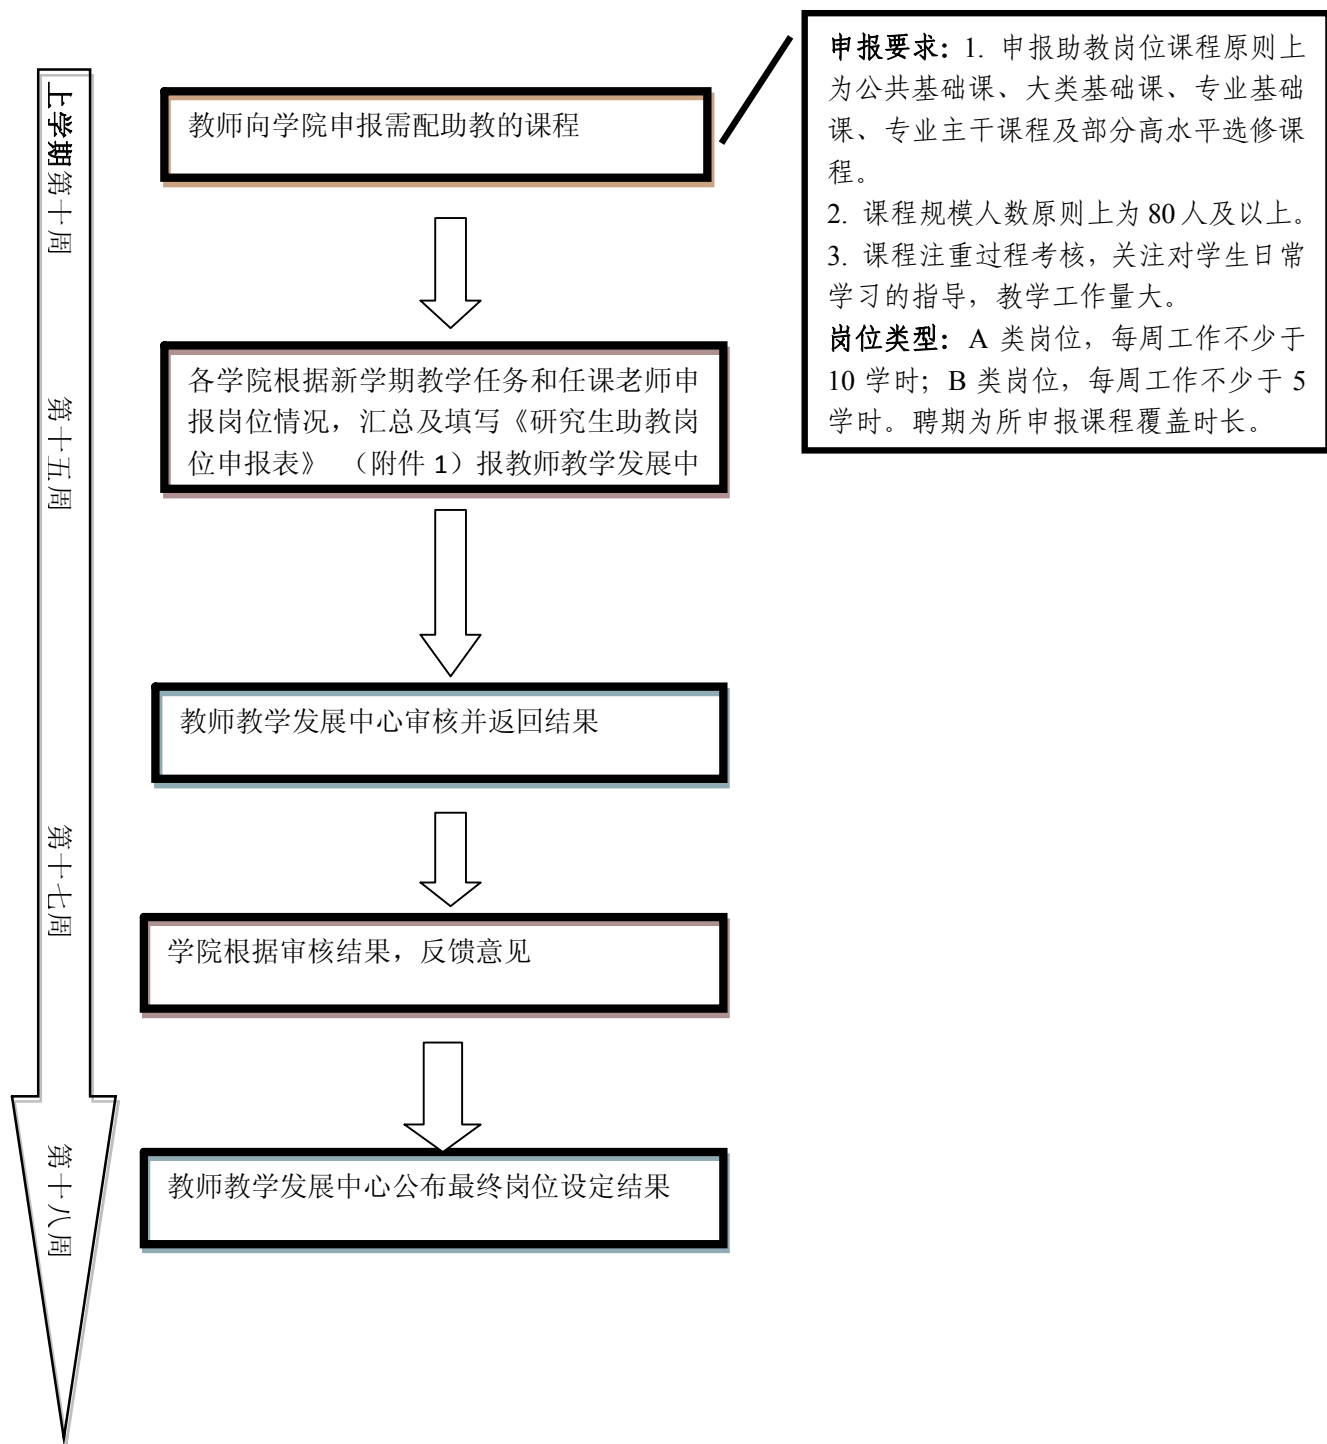 上学期第十周
第十五周
第十七周
第十八周
教师向学院申报需配助教的课程
各学院根据新学期教学任务和任课老师申
报岗位情况，汇总及填写《研究生助教岗
位申报表》 （附件 1）报教师教学发展中
教师教学发展中心审核并返回结果
学院根据审核结果，反馈意见
教师教学发展中心公布最终岗位设定结果
申报要求：1. 申报助教岗位课程原则上
为公共基础课、大类基础课、专业基础
课、专业主干课程及部分高水平选修课
程。
2. 课程规模人数原则上为 80 人及以上。
3. 课程注重过程考核，关注对学生日常
学习的指导，教学工作量大。
岗位类型：A 类岗位，每周工作不少于
10 学时；B 类岗位，每周工作不少于 5
学时。聘期为所申报课程覆盖时长。